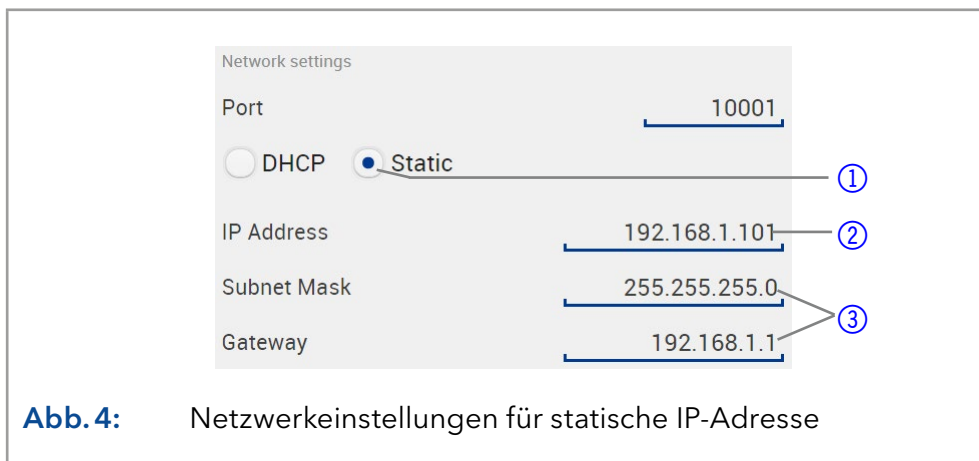 Network settings
Port 10001
DHCP Static
①
IP Address 192.168.1.101 ②
Subnet Mask 255.255.255.0
③
Gateway 192.168.1.1
Abb. 4: Netzwerkeinstellungen für statische IP-Adresse